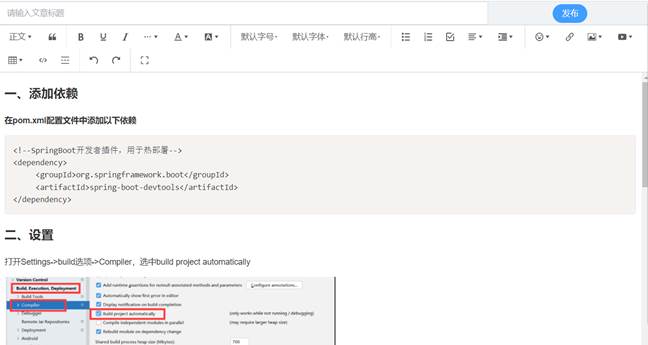 请输入文章标题
发布
正文
B U I ··· A A 默认字号 默认字体 默认行高
一、添加依赖
在pom.xml配置文件中添加以下依赖
<!--SpringBoot开发者插件，用于热部署-->
<dependency>
<groupId>org.springframework.boot</groupId>
<artifactId>spring-boot-devtools</artifactId>
</dependency>
二、设置
打开Settings->build选项->Compiler，选中build project automatically
Version Control
Build, Execution, Deployment
Build Tools
Compiler
Debugger
Remote Jar Repositories
Deployment
Android
Add runtime assertions for notnull-annotated methods and parameters
Configure annotations...
Automatically show first error in editor
Display notification on build completion
Build project automatically
(only works while not running / debugging)
Compile independent modules in parallel
(may require larger heap size)
Rebuild module on dependency change
Shared build process heap size (Mbytes):
700